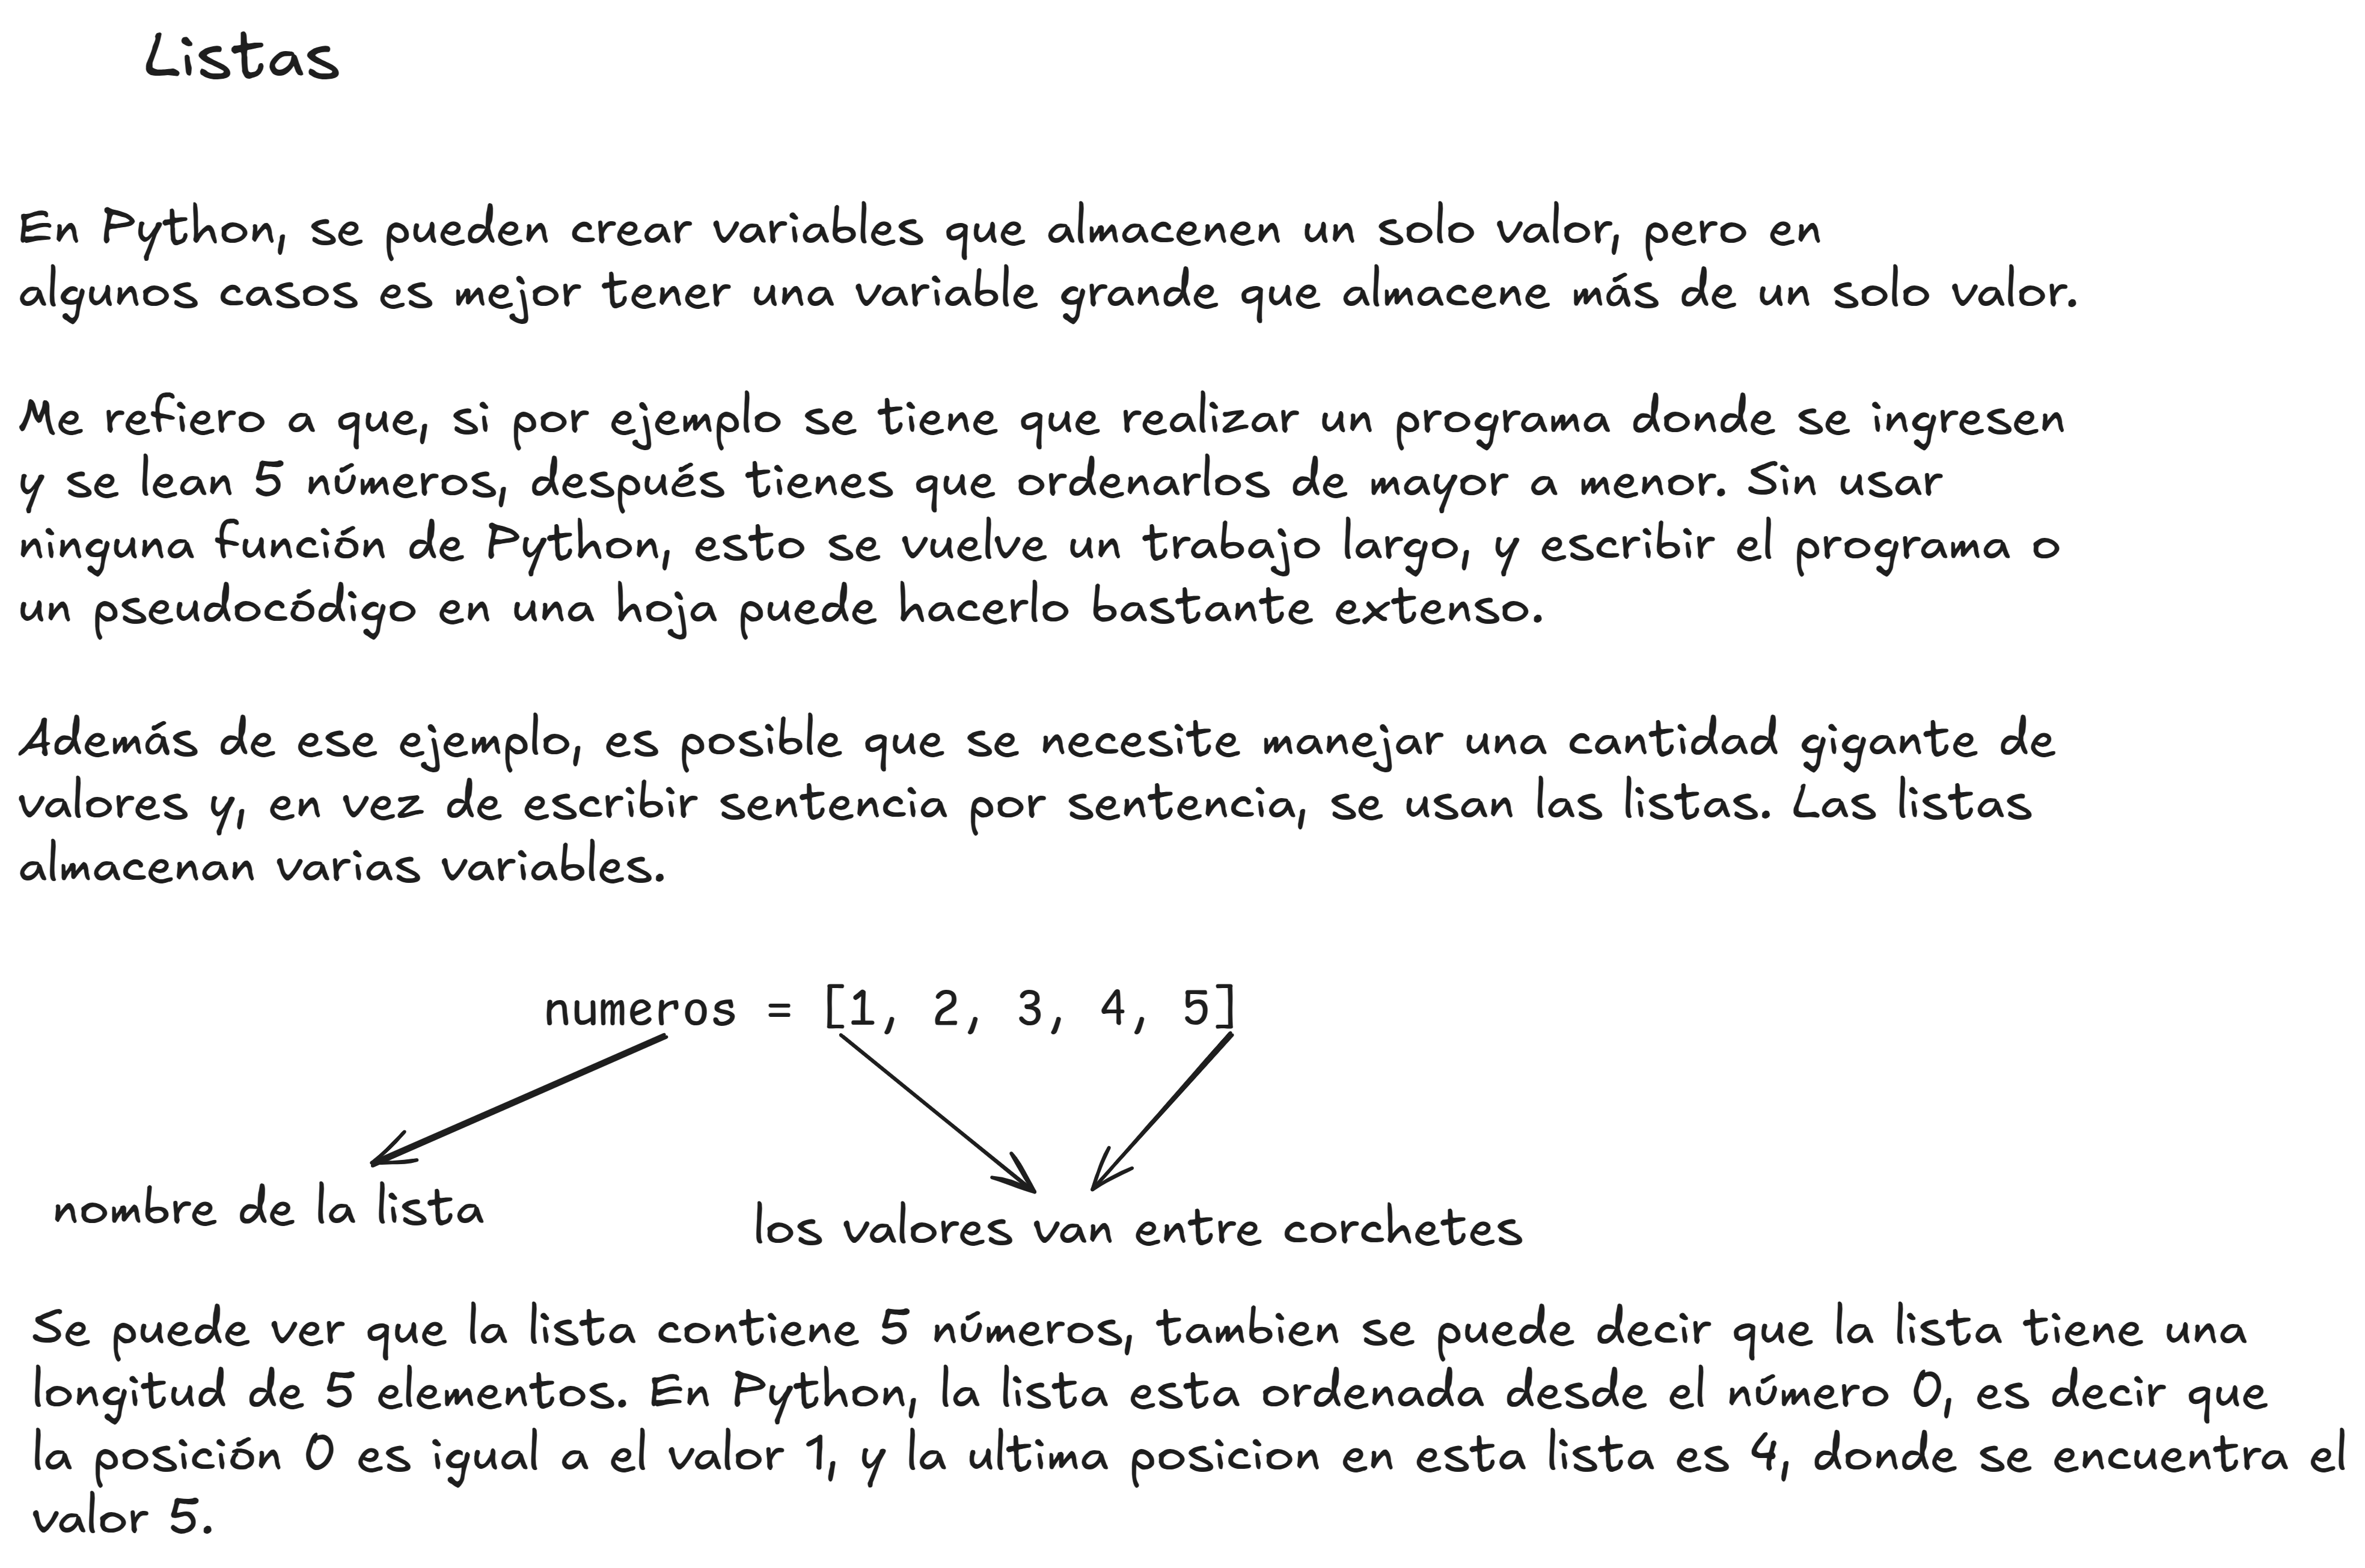 Listas
En Python, se pueden crear variables que almacenen un solo valor, pero en
algunos casos es mejor tener una variable grande que almacene más de un solo valor.
Me refiero a que, si por ejemplo se tiene que realizar un programa donde se ingresen
y se lean 5 números, después tienes que ordenarlos de mayor a menor. Sin usar
ninguna función de Python, esto se vuelve un trabajo largo, y escribir el programa o
un pseudocódigo en una hoja puede hacerlo bastante extenso.
Además de ese ejemplo, es posible que se necesite manejar una cantidad gigante de
valores y, en vez de escribir sentencia por sentencia, se usan las listas. Las listas
almacenan varias variables.
numeros = [1, 2, 3, 4, 5]
nombre de la lista
los valores van entre corchetes
Se puede ver que la lista contiene 5 números, tambien se puede decir que la lista tiene una
longitud de 5 elementos. En Python, la lista esta ordenada desde el número 0, es decir que
la posición 0 es igual a el valor 1, y la ultima posicion en esta lista es 4, donde se encuentra el
valor 5.